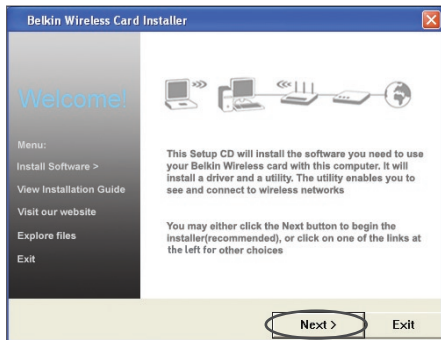 Belkin Wireless Card Installer
Welcome!
Menu:
Install Software >
View Installation Guide
Visit our website
Explore files
Exit
This Setup CD will install the software you need to use
your Belkin Wireless card with this computer. It will
install a driver and a utility. The utility enables you to
see and connect to wireless networks
You may either click the Next button to begin the
installer(recommended), or click on one of the links at
the left for other choices
Next >
Exit